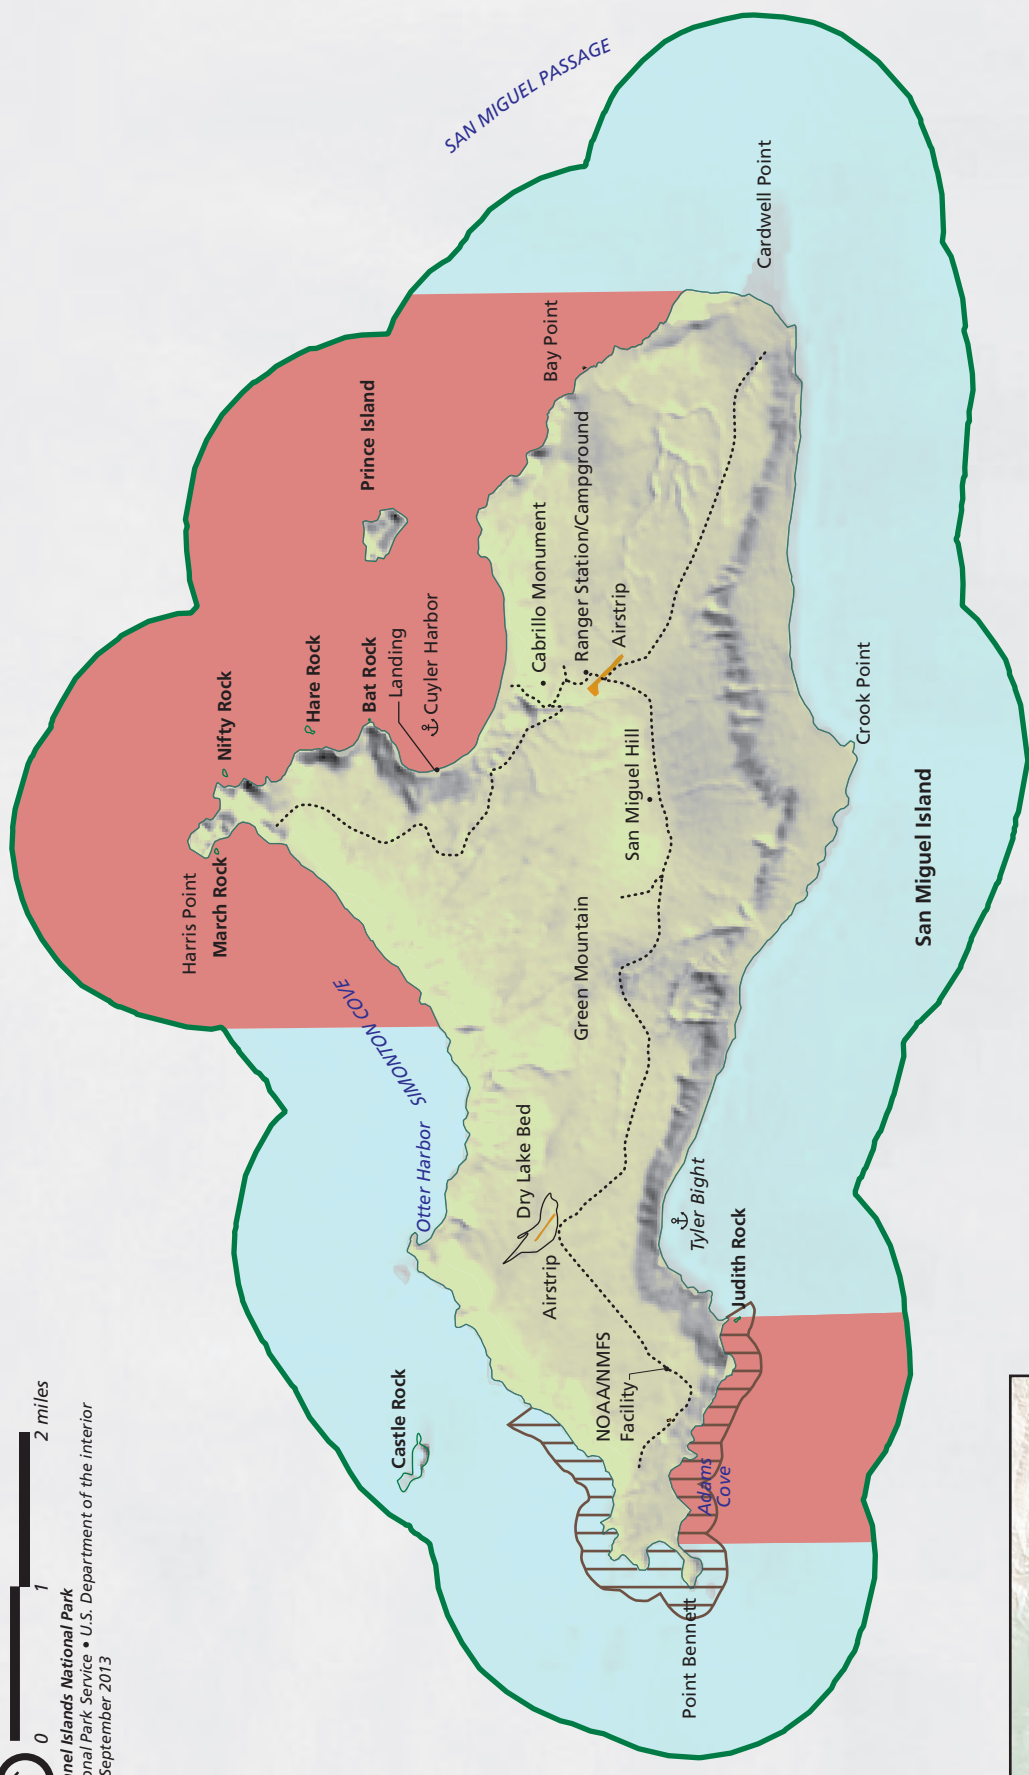 SAN MIGUEL PASSAGE
Harris Point
March Rock
Nifty Rock
Hare Rock
Bat Rock
Landing
Cuyler Harbor
Prince Island
Bay Point
Cardwell Point
SIMONTON COVE
Otter Harbor
Castle Rock
Cabrillo Monument
Ranger Station/Campground
Airstrip
San Miguel Hill
Green Mountain
Dry Lake Bed
Airstrip
NOAA/NMFS
Facility
Adams
Cove
Point Bennett
Judith Rock
Tyler Bight
Crook Point
San Miguel Island
0 1 2 miles
Islands National Park
Park Service • U.S. Department of the interior
September 2013